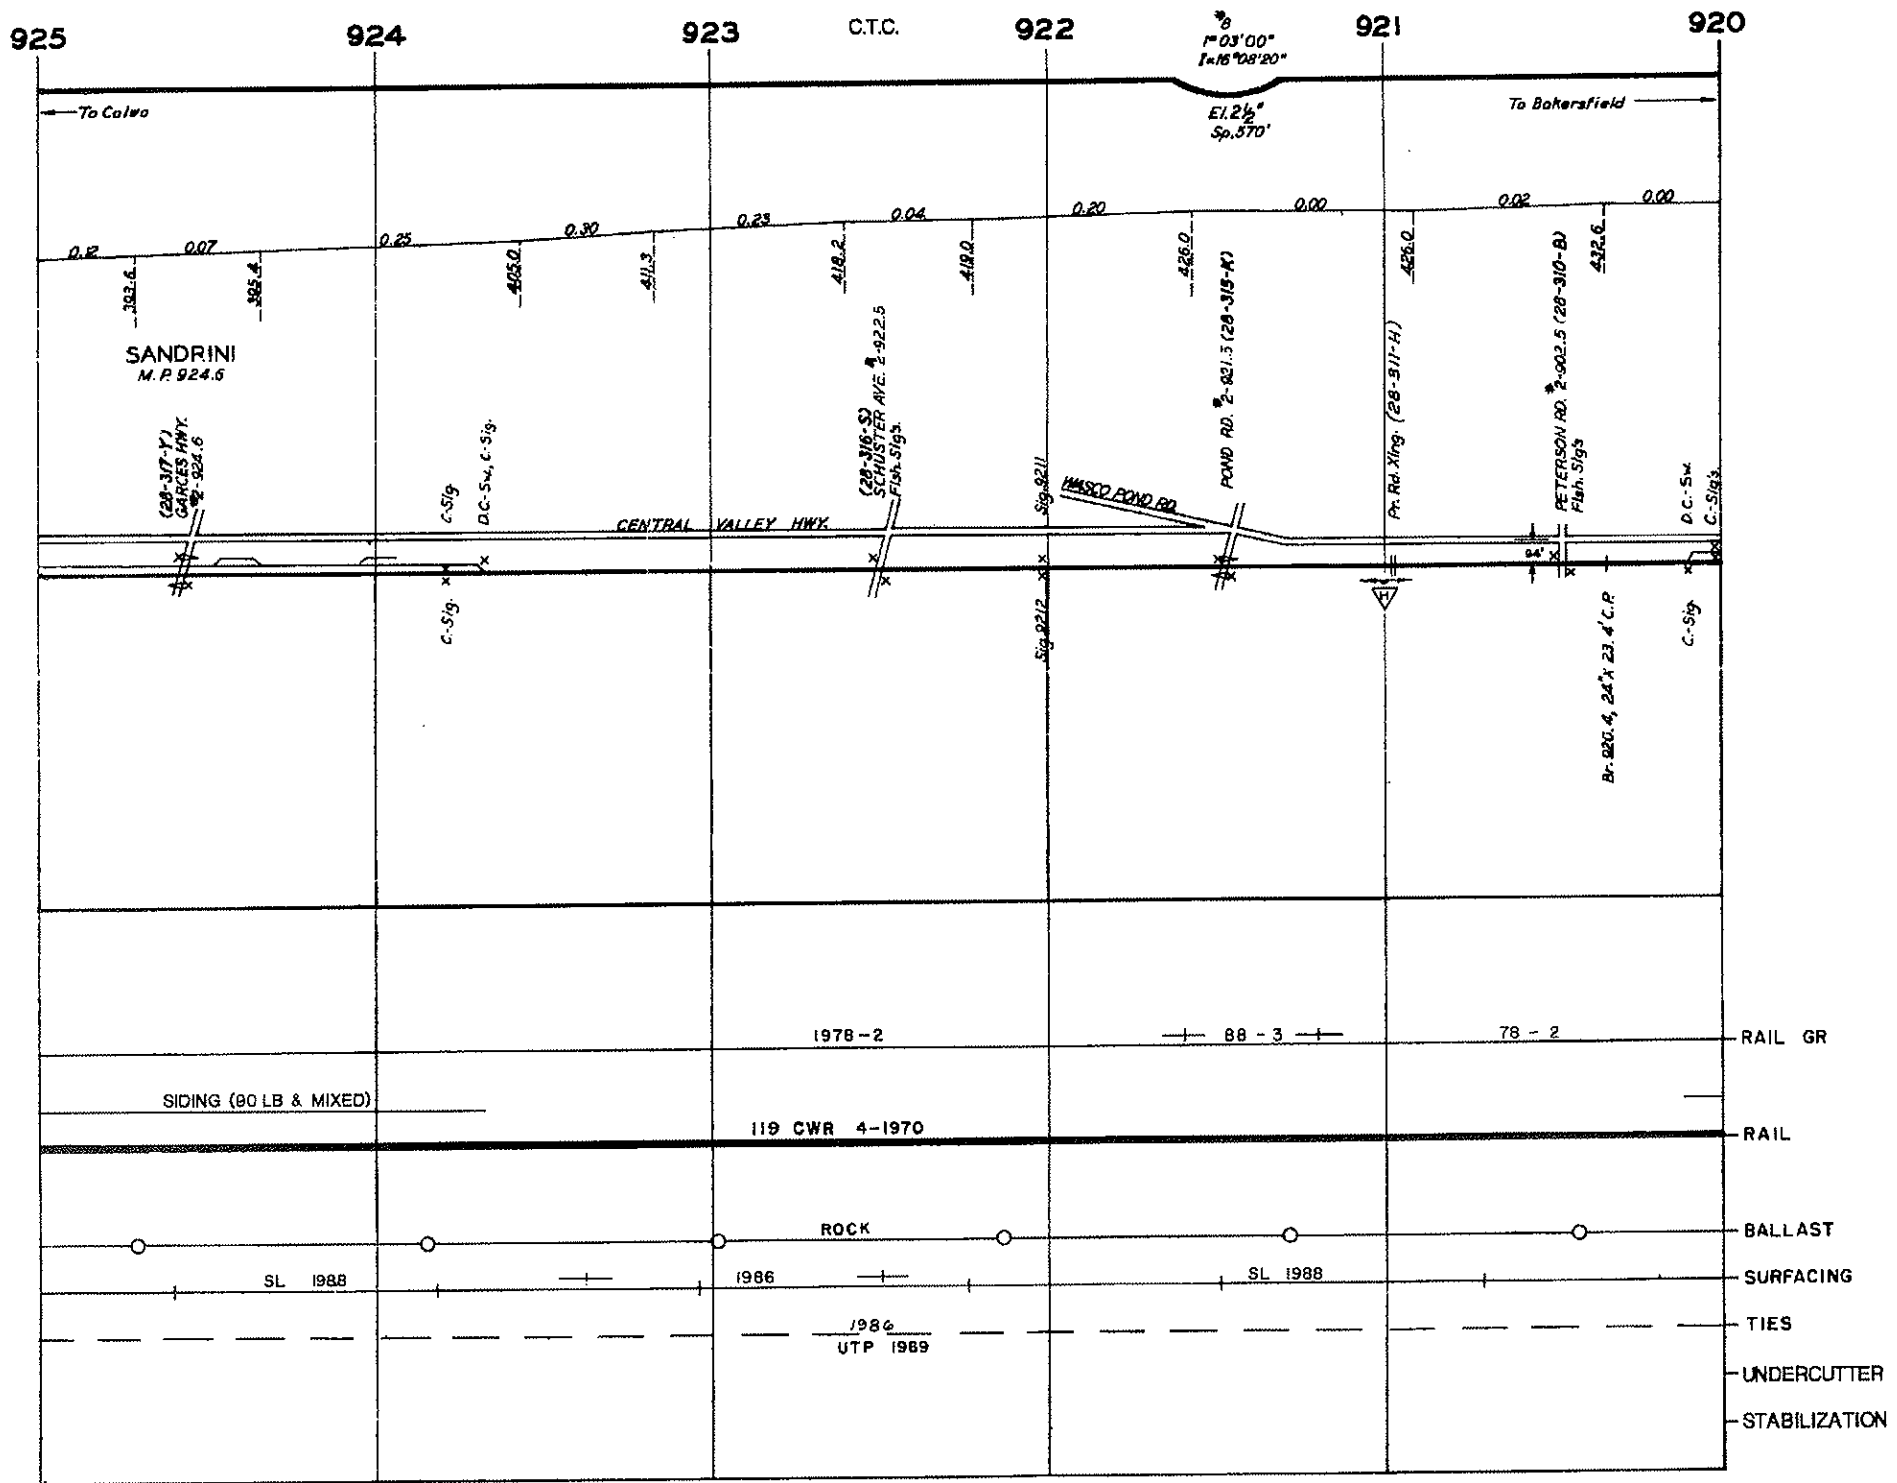 925
924
923
C.T.C.
922
#8
1°03'00"
I=16°08'20"
921
920
To Calwa
El. 2½"
Sp. 570'
To Bakersfield
0.12
0.07
0.25
0.30
0.23
0.04
0.20
0.00
0.02
0.00
393.6
395.4
405.0
411.3
418.2
419.0
426.0
426.0
432.6
SANDRINI
M.P. 924.6
(28-317-Y)
GARCES HWY.
#2-924.6
C-Sig
D.C.-Sw., C-Sig.
(28-316-S)
SCHUSTER AVE. #2-922.5
Flsh. Sig's.
Sig. 9211
WASCO POND RD.
POND RD. #2-921.5 (28-315-K)
Pr. Rd. Xing. (28-311-H)
PETERSON RD. #2-902.5 (28-310-B)
Flsh. Sig's
D.C.-Sw.
C.-Sig's.
CENTRAL VALLEY HWY.
94'
C-Sig.
Sig. 9212
H
Br. 920.4, 24"X 23.4' C.P.
C.-Sig.
1978-2
88-3
78-2
RAIL GR
SIDING (90 LB & MIXED)
119 CWR 4-1970
RAIL
ROCK
BALLAST
SL 1988
1986
SL 1988
SURFACING
1986
TIES
UTP 1989
UNDERCUTTER
STABILIZATION